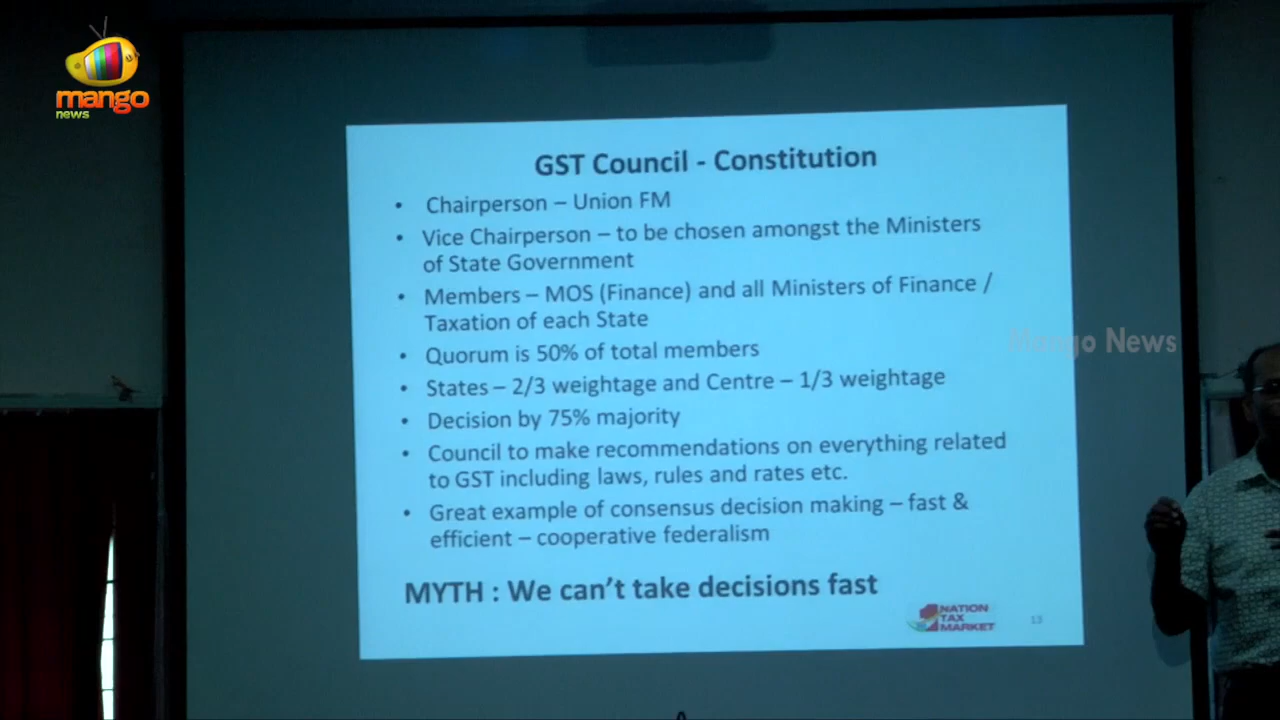 mango
news
GST Council - Constitution
• Chairperson – Union FM
• Vice Chairperson – to be chosen amongst the Ministers
of State Government
• Members – MOS (Finance) and all Ministers of Finance /
Taxation of each State
Mango News
• Quorum is 50% of total members
• States – 2/3 weightage and Centre – 1/3 weightage
• Decision by 75% majority
• Council to make recommendations on everything related
to GST including laws, rules and rates etc.
• Great example of consensus decision making – fast &
efficient – cooperative federalism
MYTH : We can't take decisions fast
1 NATION
TAX
MARKET
13